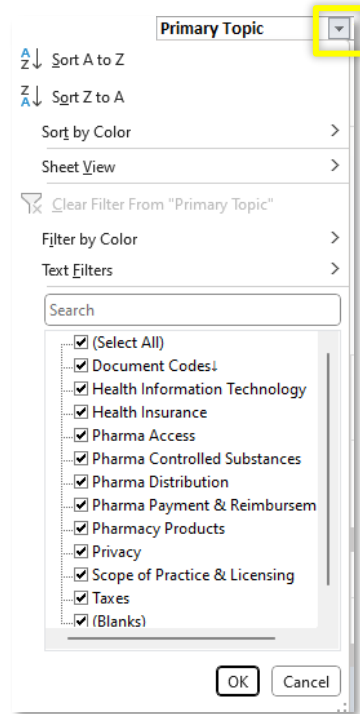 Primary Topic
A
Z↓ Sort A to Z
Z
A↓ Sort Z to A
Sort by Color
Sheet View
Clear Filter From "Primary Topic"
Filter by Color
Text Filters
Search
(Select All)
Document Codes↓
Health Information Technology
Health Insurance
Pharma Access
Pharma Controlled Substances
Pharma Distribution
Pharma Payment & Reimbursem
Pharmacy Products
Privacy
Scope of Practice & Licensing
Taxes
(Blanks)
OK Cancel